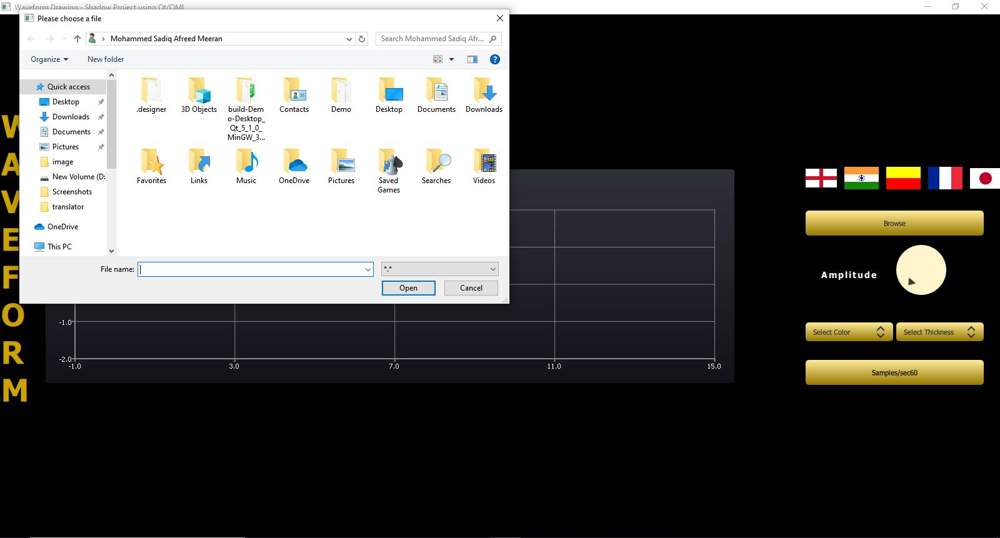 Waveform Drawing - Shadow Project using Qt/QML
Please choose a file
Mohammed Sadiq Afreed Meeran
Search Mohammed Sadiq Afr...
Organize
New folder
?
Quick access
Desktop
Downloads
Documents
Pictures
image
New Volume (D:)
Screenshots
translator
OneDrive
This PC
.designer
3D Objects
build-Dem
o-Desktop_
Qt_5_1_0_
MinGW_3...
Contacts
Demo
Desktop
Documents
Downloads
Favorites
Links
Music
OneDrive
Pictures
Saved
Games
Searches
Videos
File name:
*.*
Open
Cancel
W
A
V
E
F
O
R
M
-1.0
-2.0
-1.0
3.0
7.0
11.0
15.0
Browse
Amplitude
Select Color
Select Thickness
Samples/sec60